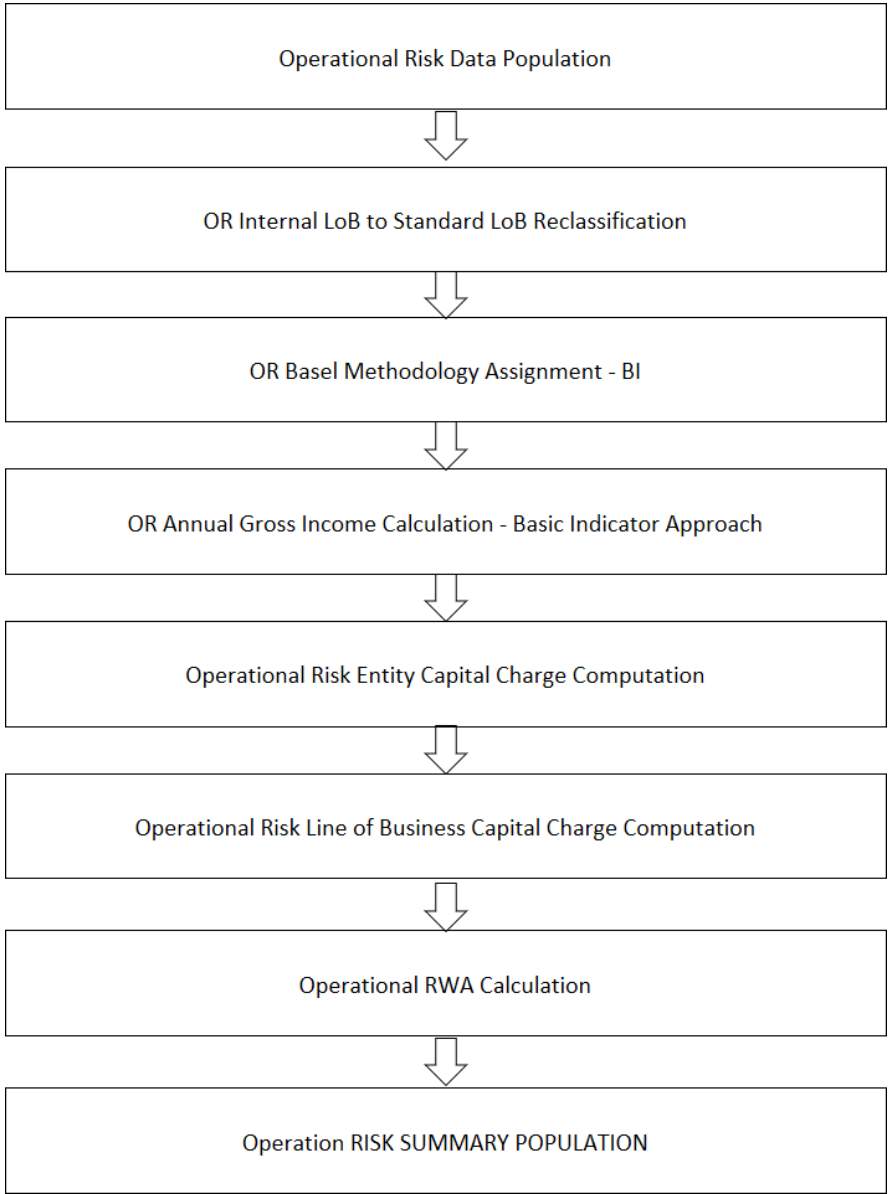 Operational Risk Data Population
OR Internal LoB to Standard LoB Reclassification
OR Basel Methodology Assignment - BI
OR Annual Gross Income Calculation - Basic Indicator Approach
Operational Risk Entity Capital Charge Computation
Operational Risk Line of Business Capital Charge Computation
Operational RWA Calculation
Operation RISK SUMMARY POPULATION